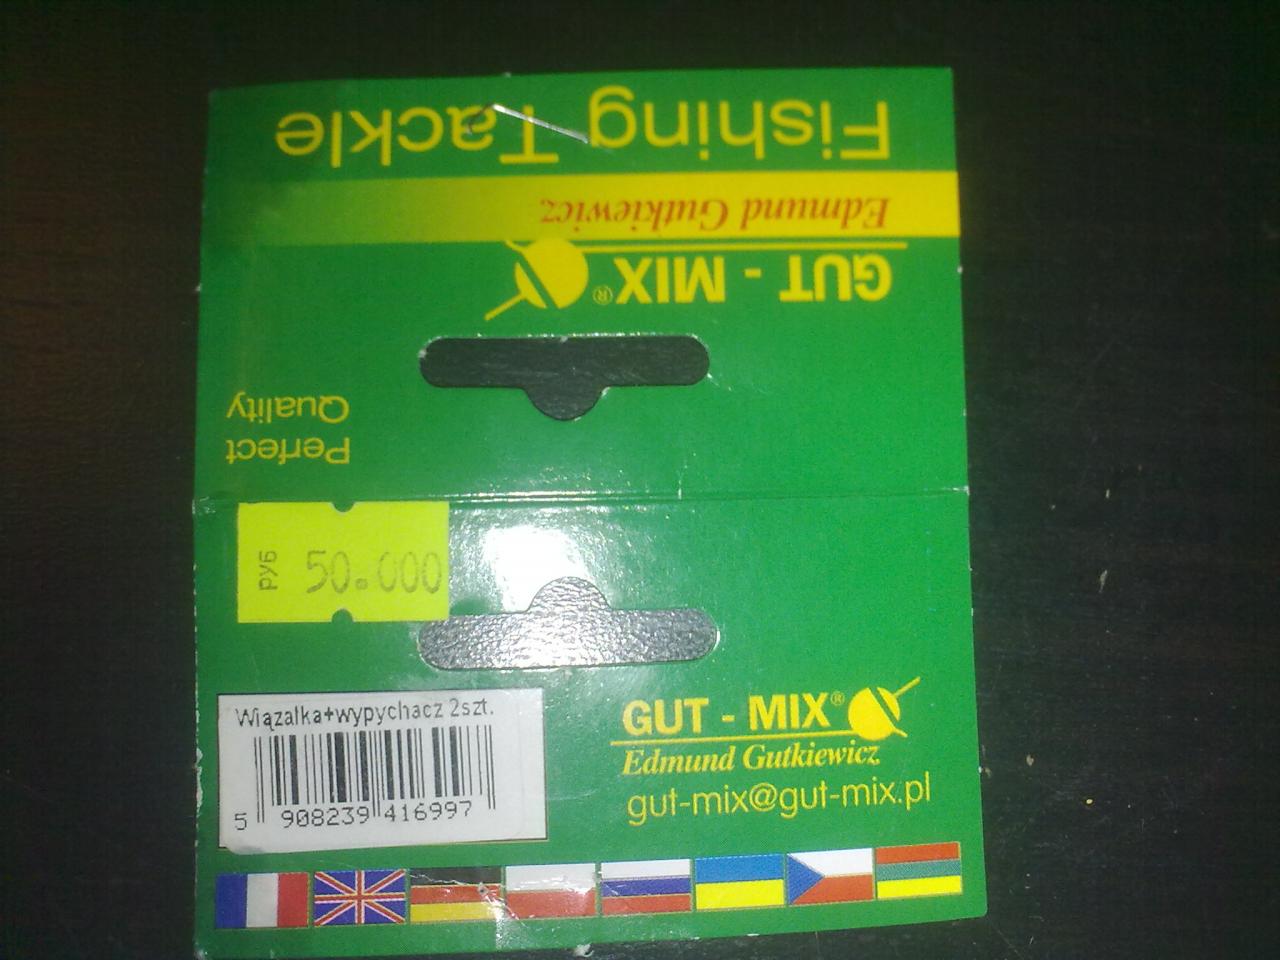 Fishing Tackle
Edmund Gutkiewicz
GUT - MIX®
Perfect
Quality
РУБ 50.000
Wiązałka+wypychacz 2szt.
5 908239 416997
GUT - MIX®
Edmund Gutkiewicz
gut-mix@gut-mix.pl